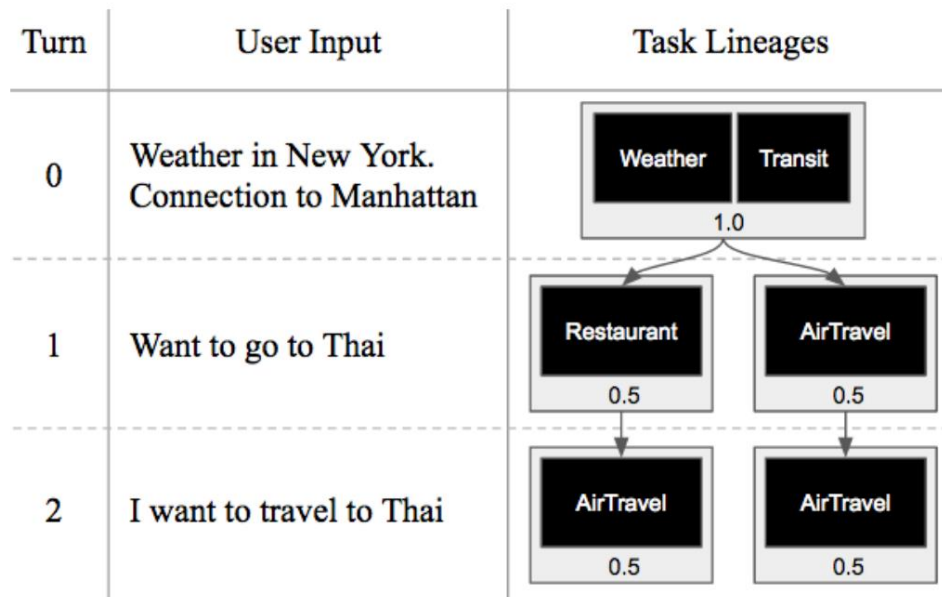 Turn User Input Task Lineages
0 Weather in New York. Connection to Manhattan Weather Transit
1.0
1 Want to go to Thai Restaurant AirTravel
0.5 0.5
2 I want to travel to Thai AirTravel AirTravel
0.5 0.5